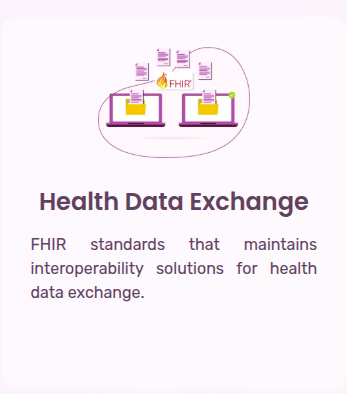 FHIR
Health Data Exchange
FHIR standards that maintains
interoperability solutions for health
data exchange.